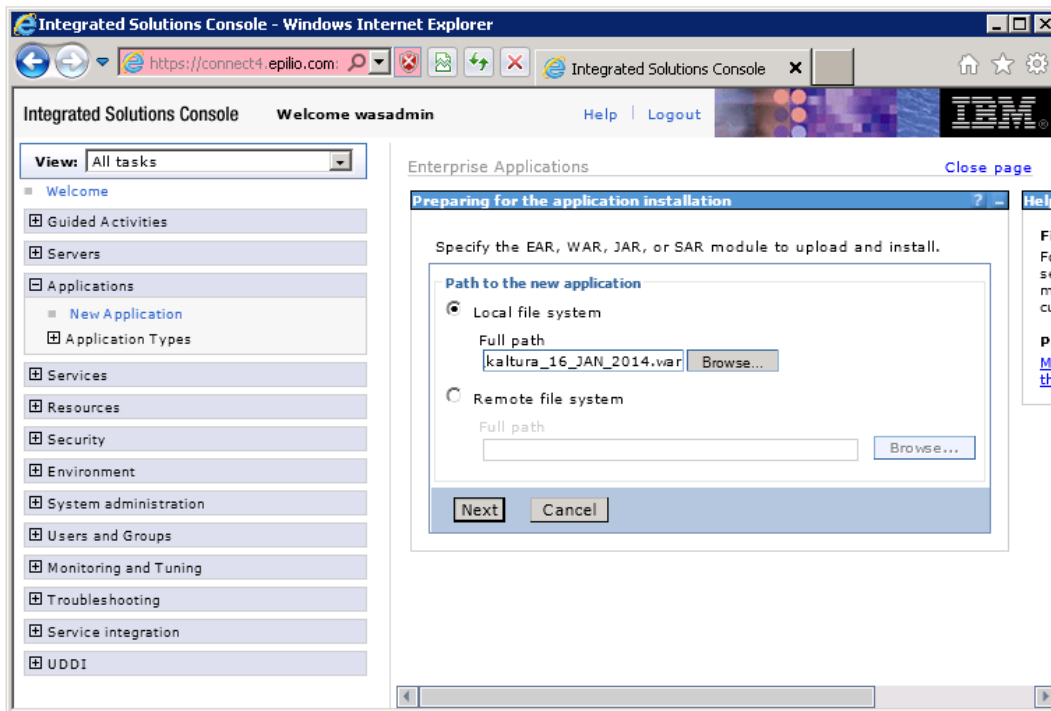 Integrated Solutions Console - Windows Internet Explorer
https://connect4.epilio.com:
Integrated Solutions Console
Integrated Solutions Console Welcome wasadmin Help Logout IBM
View: All tasks
Welcome
Guided Activities
Servers
Applications
New Application
Application Types
Services
Resources
Security
Environment
System administration
Users and Groups
Monitoring and Tuning
Troubleshooting
Service integration
UDDI
Enterprise Applications Close page
Preparing for the application installation ? -
Specify the EAR, WAR, JAR, or SAR module to upload and install.
Path to the new application
Local file system
Full path
kaltura_16_JAN_2014.war Browse...
Remote file system
Full path
Browse...
Next Cancel